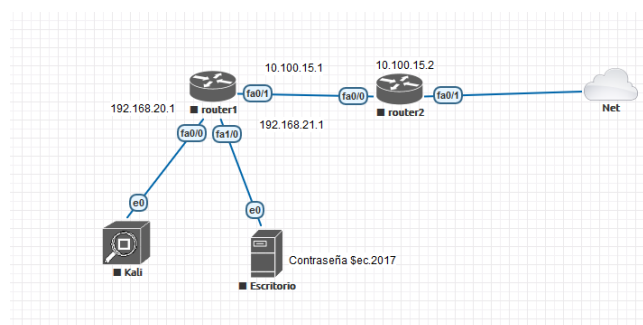 10.100.15.1
10.100.15.2
fa0/1
fa0/0
fa0/1
router1
router2
Net
192.168.20.1
192.168.21.1
fa0/0
fa1/0
e0
e0
Contraseña $ec.2017
Kali
Escritorio